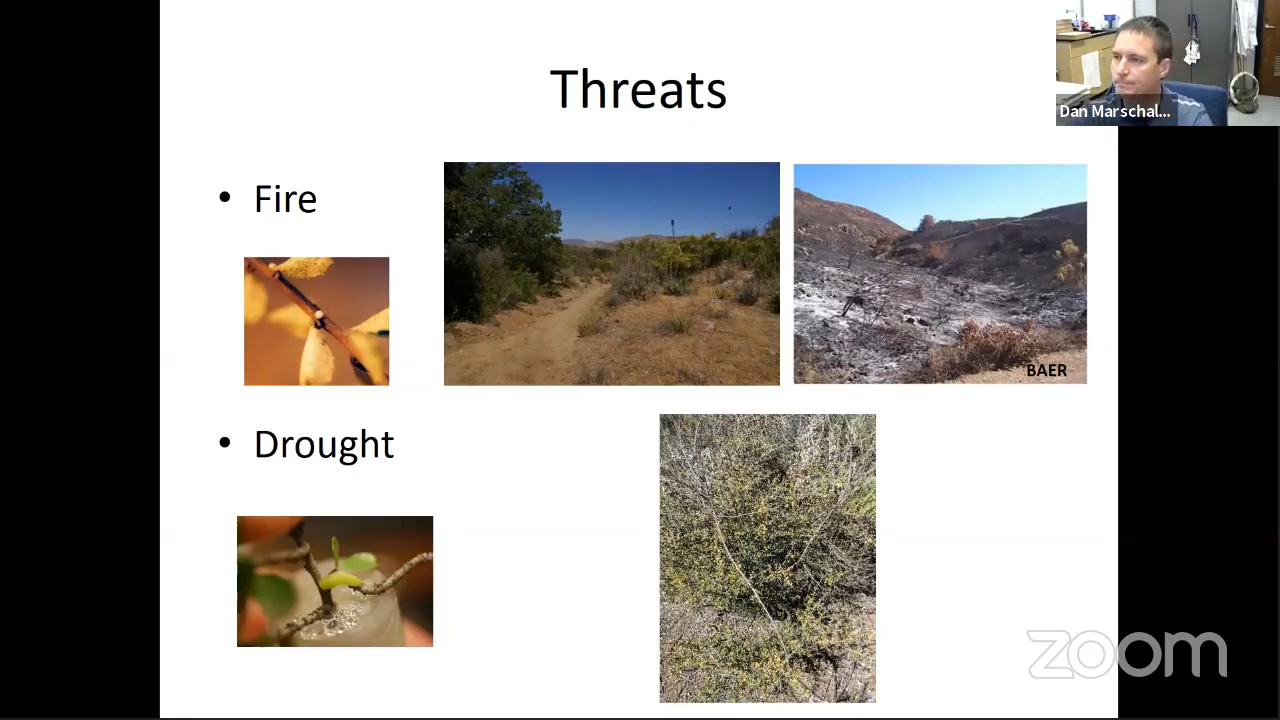 Threats
Dan Marschal...
• Fire
BAER
• Drought
zoom